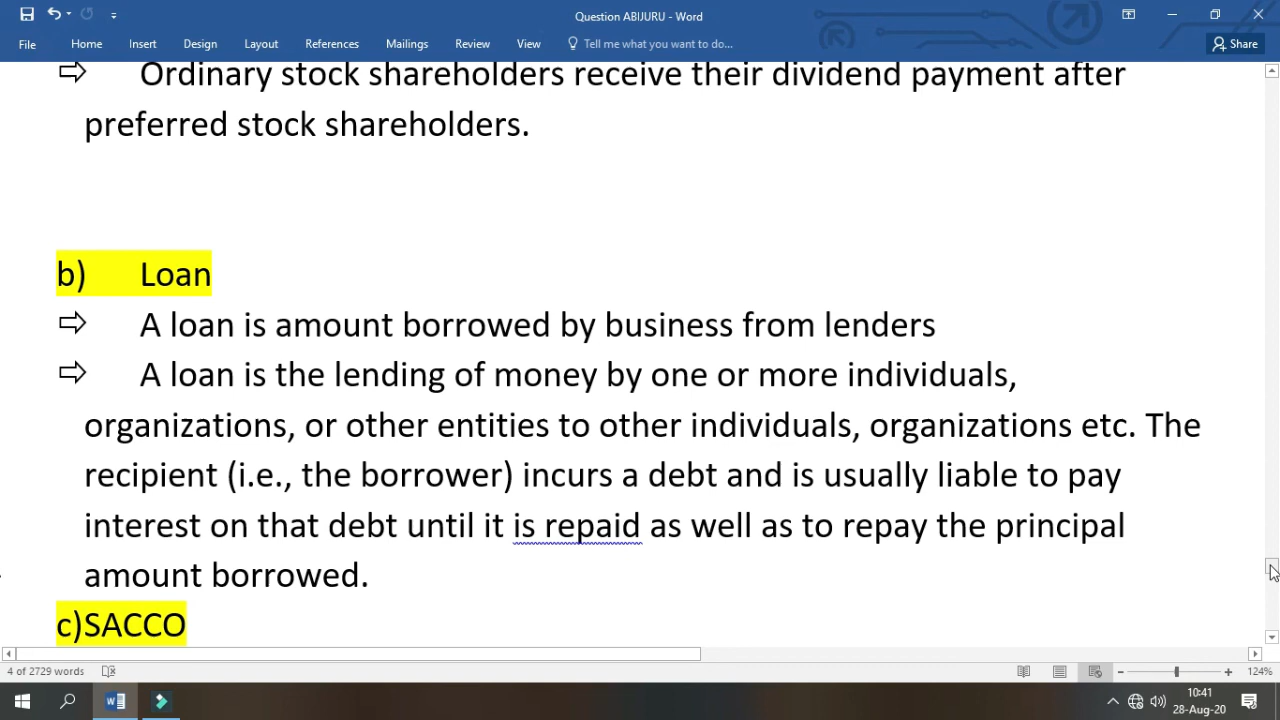 Question ABIJURU - Word
File Home Insert Design Layout References Mailings Review View Tell me what you want to do... Share
⇨ Ordinary stock shareholders receive their dividend payment after
preferred stock shareholders.
b) Loan
⇨ A loan is amount borrowed by business from lenders
⇨ A loan is the lending of money by one or more individuals,
organizations, or other entities to other individuals, organizations etc. The
recipient (i.e., the borrower) incurs a debt and is usually liable to pay
interest on that debt until it is repaid as well as to repay the principal
amount borrowed.
c)SACCO
4 of 2729 words 124%
10:41
28-Aug-20